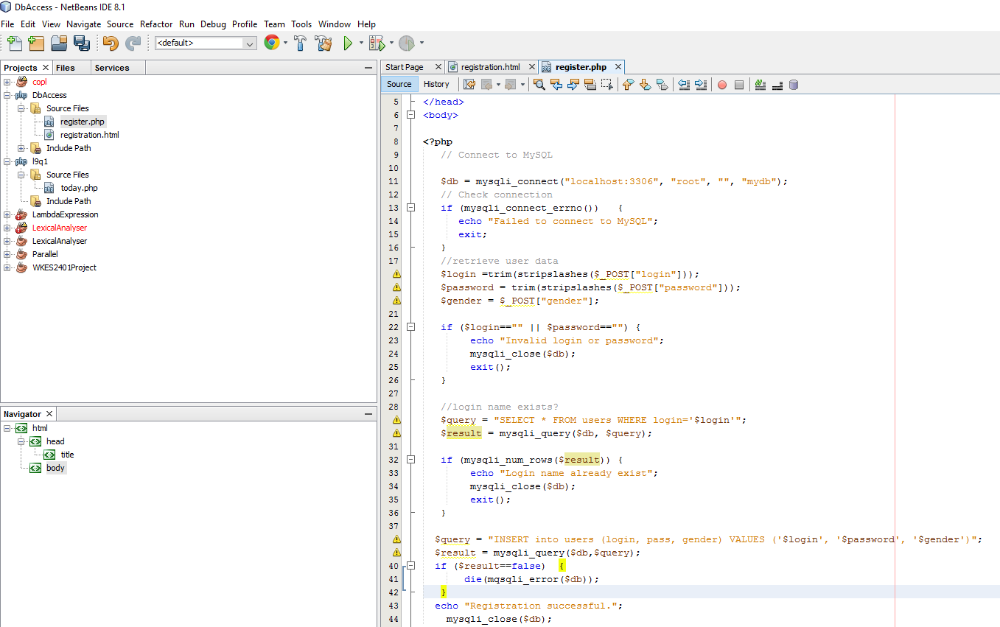 DbAccess - NetBeans IDE 8.1
File Edit View Navigate Source Refactor Run Debug Profile Team Tools Window Help
<default>
Projects Files Services
copl
DbAccess
Source Files
register.php
registration.html
Include Path
l9q1
Source Files
today.php
Include Path
LambdaExpression
LexicalAnalyser
LexicalAnalyser
Parallel
WKES2401Project
Navigator
html
head
title
body
Start Page registration.html register.php
Source History
5 </head>
6 <body>
7
8 <?php
9 // Connect to MySQL
10
11 $db = mysqli_connect("localhost:3306", "root", "", "mydb");
12 // Check connection
13 if (mysqli_connect_errno()) {
14 echo "Failed to connect to MySQL";
15 exit;
16 }
17 //retrieve user data
$login =trim(stripslashes($_POST["login"]));
$password = trim(stripslashes($_POST["password"]));
$gender = $_POST["gender"];
21
22 if ($login=="" || $password=="") {
23 echo "Invalid login or password";
24 mysqli_close($db);
25 exit();
26 }
27
28 //login name exists?
$query = "SELECT * FROM users WHERE login='$login'";
$result = mysqli_query($db, $query);
31
32 if (mysqli_num_rows($result)) {
33 echo "Login name already exist";
34 mysqli_close($db);
35 exit();
36 }
37
$query = "INSERT into users (login, pass, gender) VALUES ('$login', '$password', '$gender')";
$result = mysqli_query($db,$query);
40 if ($result==false) {
41 die(mqsqli_error($db));
42 }
43 echo "Registration successful.";
44 mysqli_close($db);